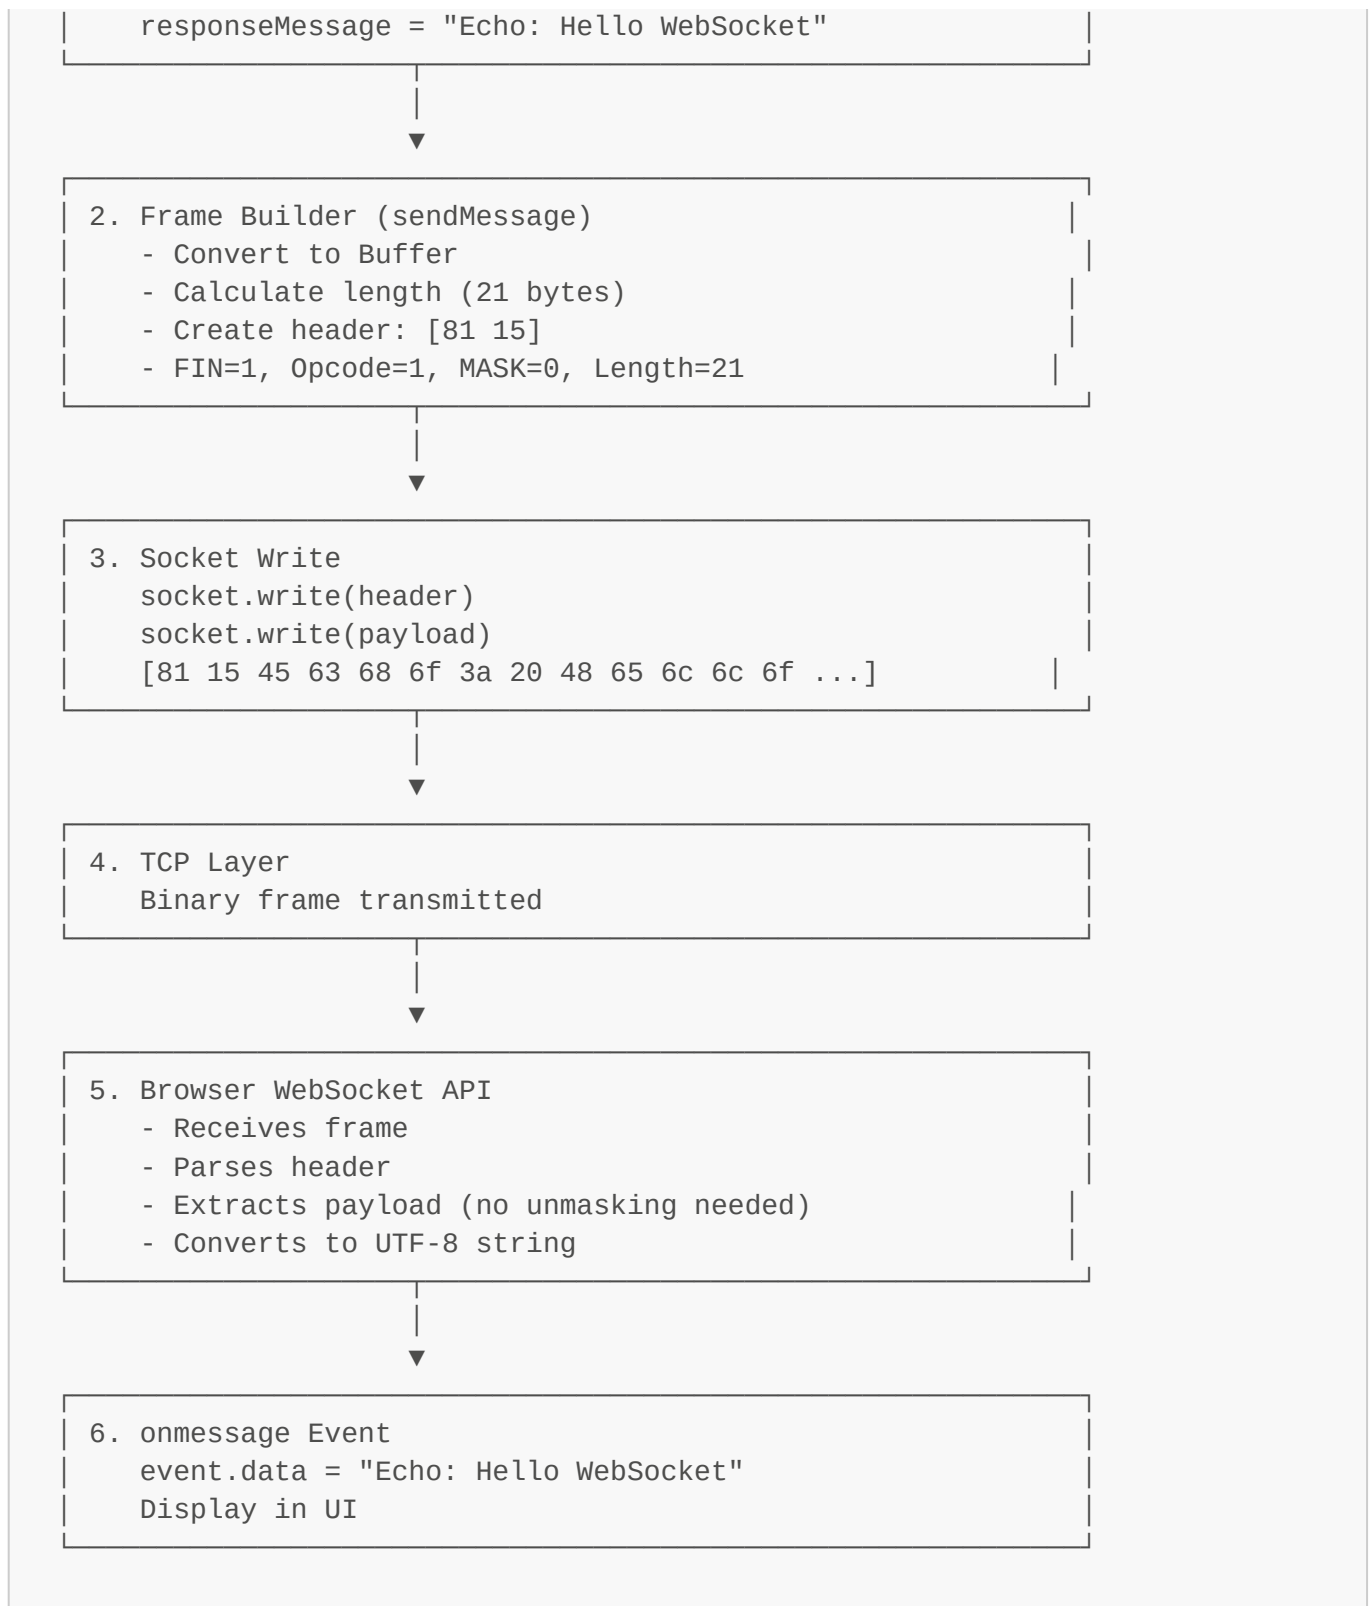 responseMessage = "Echo: Hello WebSocket"
▼
2. Frame Builder (sendMessage)
- Convert to Buffer
- Calculate length (21 bytes)
- Create header: [81 15]
- FIN=1, Opcode=1, MASK=0, Length=21
▼
3. Socket Write
socket.write(header)
socket.write(payload)
[81 15 45 63 68 6f 3a 20 48 65 6c 6c 6f ...]
▼
4. TCP Layer
Binary frame transmitted
▼
5. Browser WebSocket API
- Receives frame
- Parses header
- Extracts payload (no unmasking needed)
- Converts to UTF-8 string
▼
6. onmessage Event
event.data = "Echo: Hello WebSocket"
Display in UI